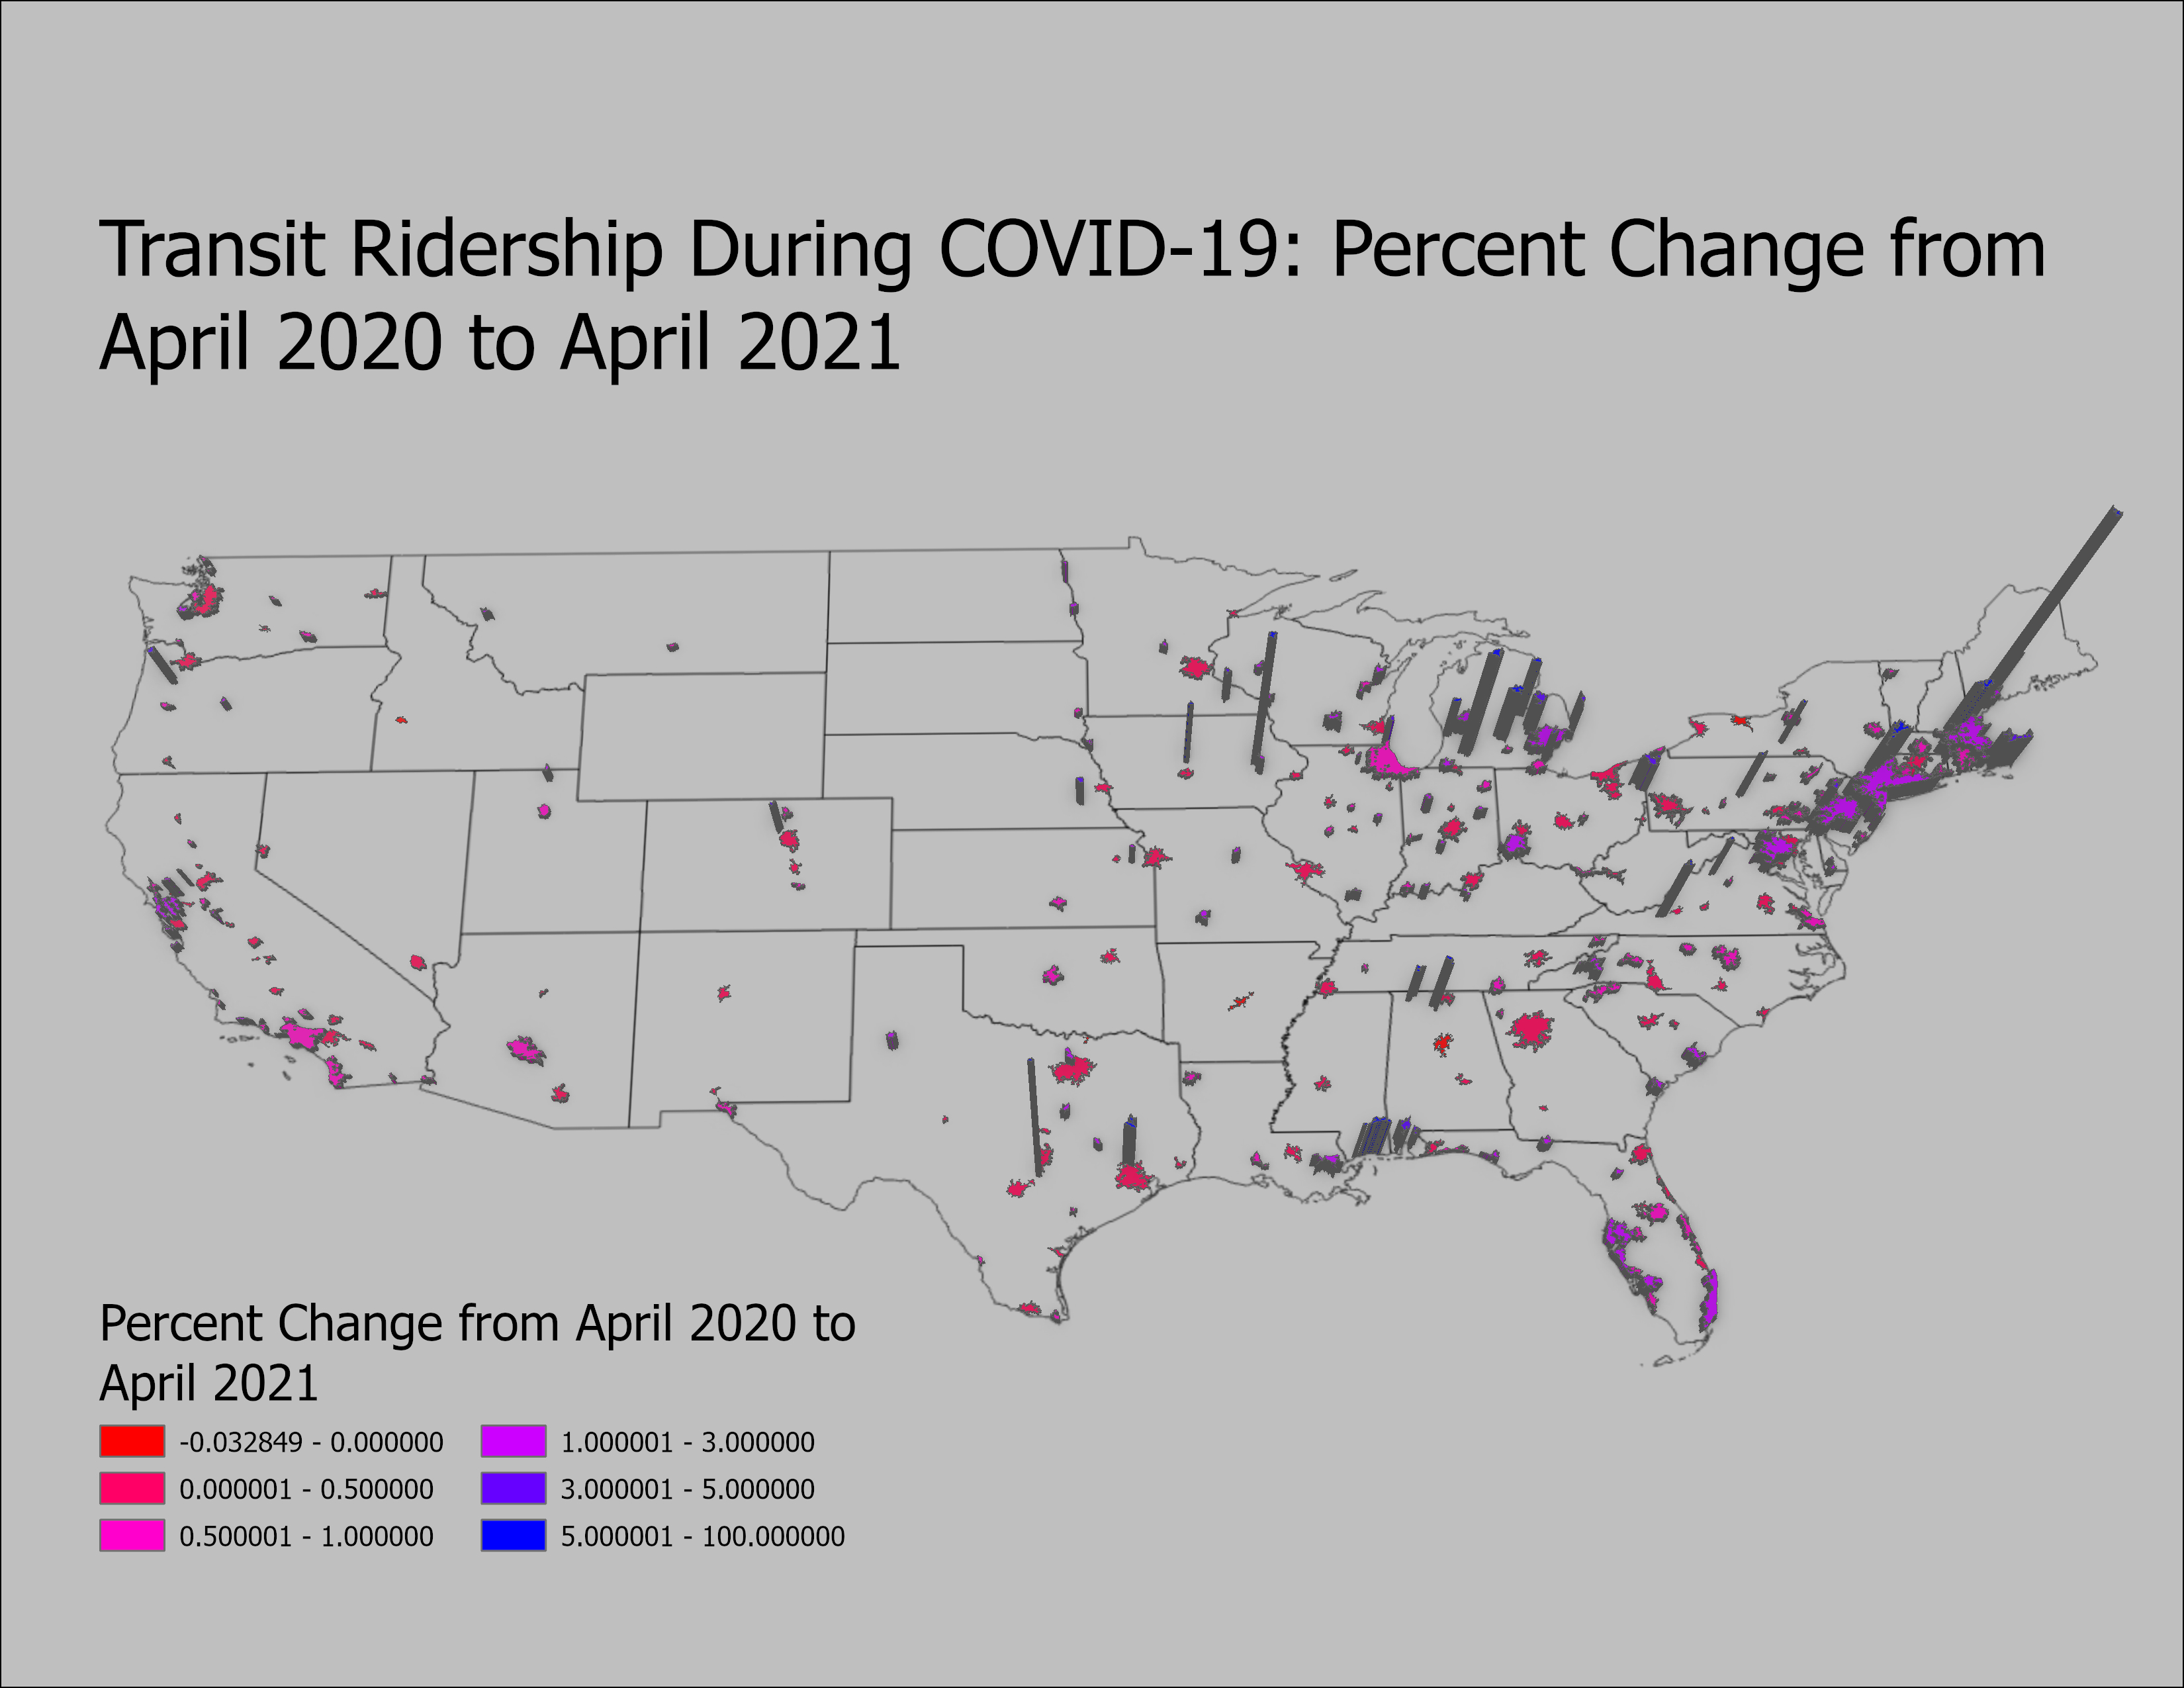 Transit Ridership During COVID-19: Percent Change from
April 2020 to April 2021
Percent Change from April 2020 to
April 2021
-0.032849 - 0.000000
0.000001 - 0.500000
0.500001 - 1.000000
1.000001 - 3.000000
3.000001 - 5.000000
5.000001 - 100.000000